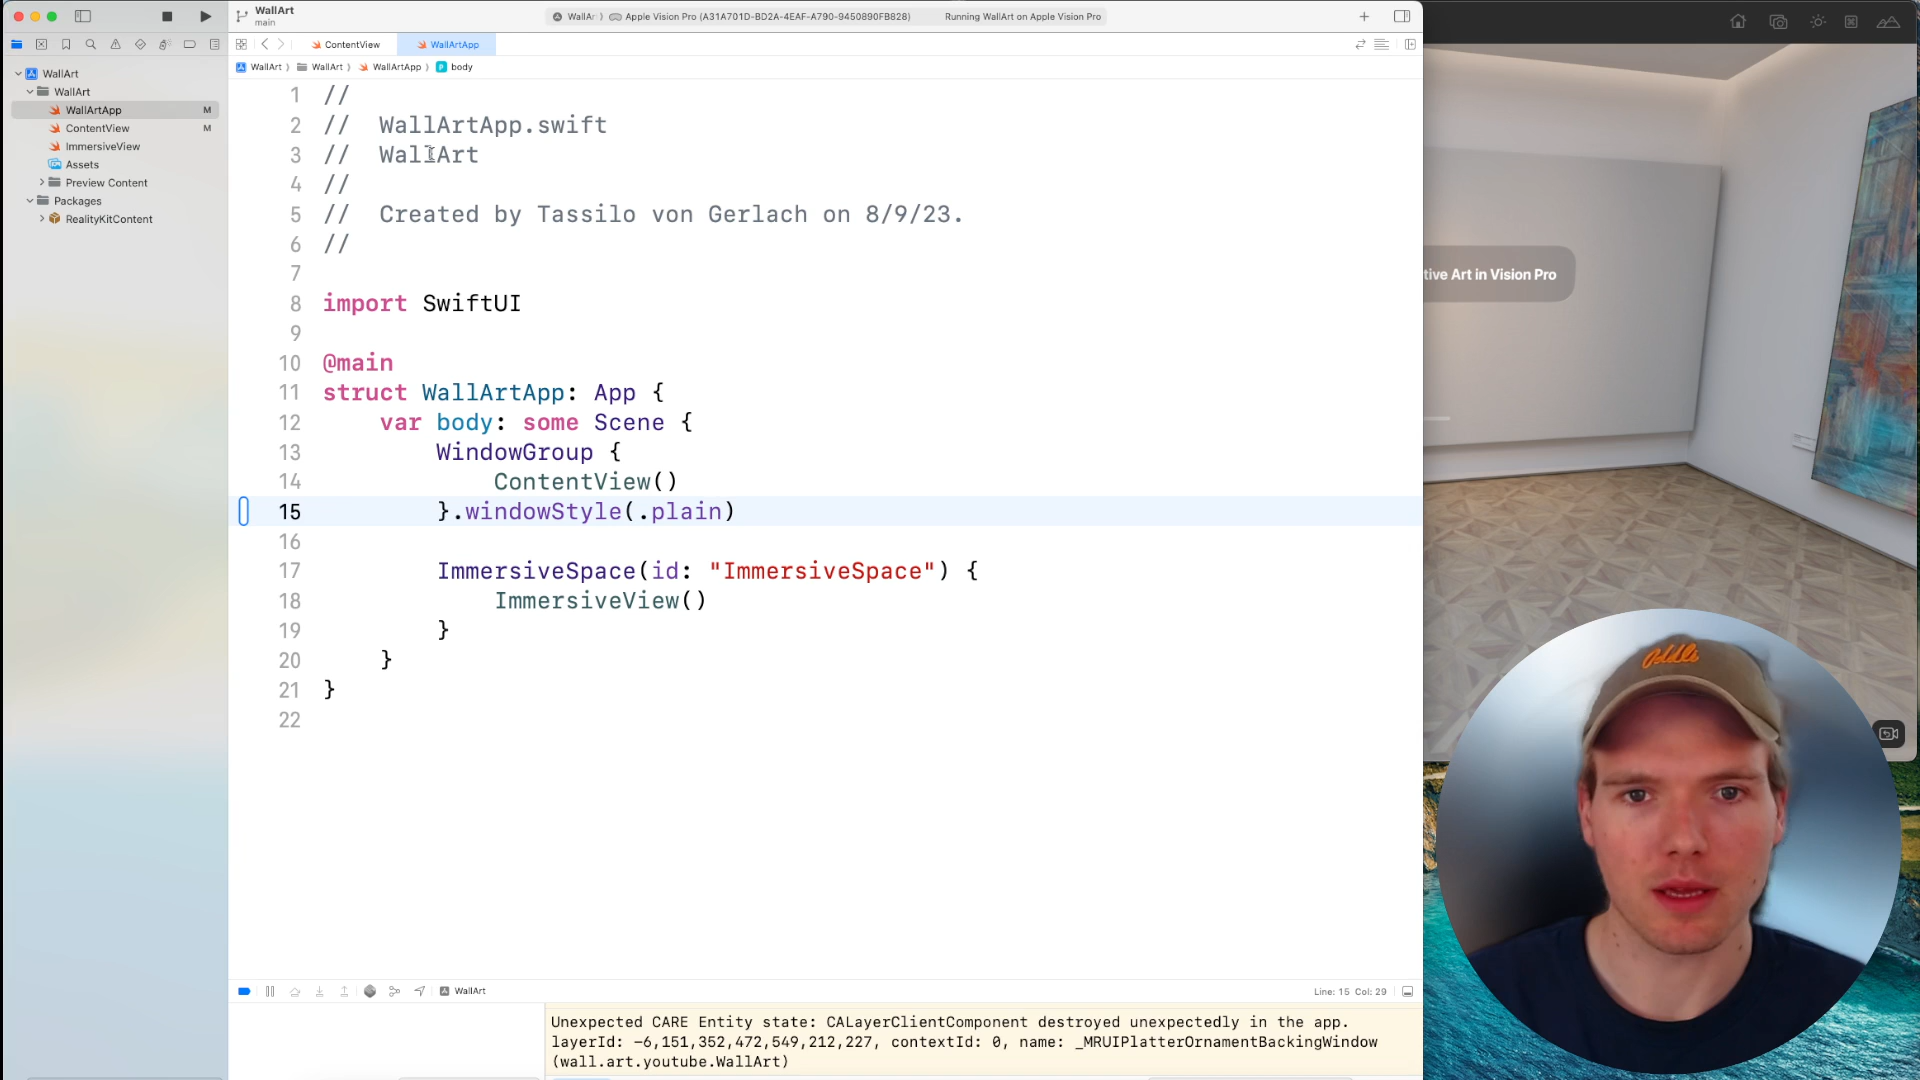 WallArt
main
WallAr
Apple Vision Pro (A31A701D-BD2A-4EAF-A790-9450890FB828)
Running WallArt on Apple Vision Pro
ContentView
WallArtApp
WallArt
WallArt
WallArtApp
body
WallArt
WallArt
WallArtApp
M
ContentView
M
ImmersiveView
Assets
Preview Content
Packages
RealityKitContent
1 //
2 // WallArtApp.swift
3 // WallArt
4 //
5 // Created by Tassilo von Gerlach on 8/9/23.
6 //
7
8 import SwiftUI
9
10 @main
11 struct WallArtApp: App {
12 var body: some Scene {
13 WindowGroup {
14 ContentView()
15 }.windowStyle(.plain)
16
17 ImmersiveSpace(id: "ImmersiveSpace") {
18 ImmersiveView()
19 }
20 }
21 }
22
tive Art in Vision Pro
WallArt
Line: 15 Col: 29
Unexpected CARE Entity state: CALayerClientComponent destroyed unexpectedly in the app.
layerId: -6,151,352,472,549,212,227, contextId: 0, name: _MRUIPlatterOrnamentBackingWindow
(wall.art.youtube.WallArt)